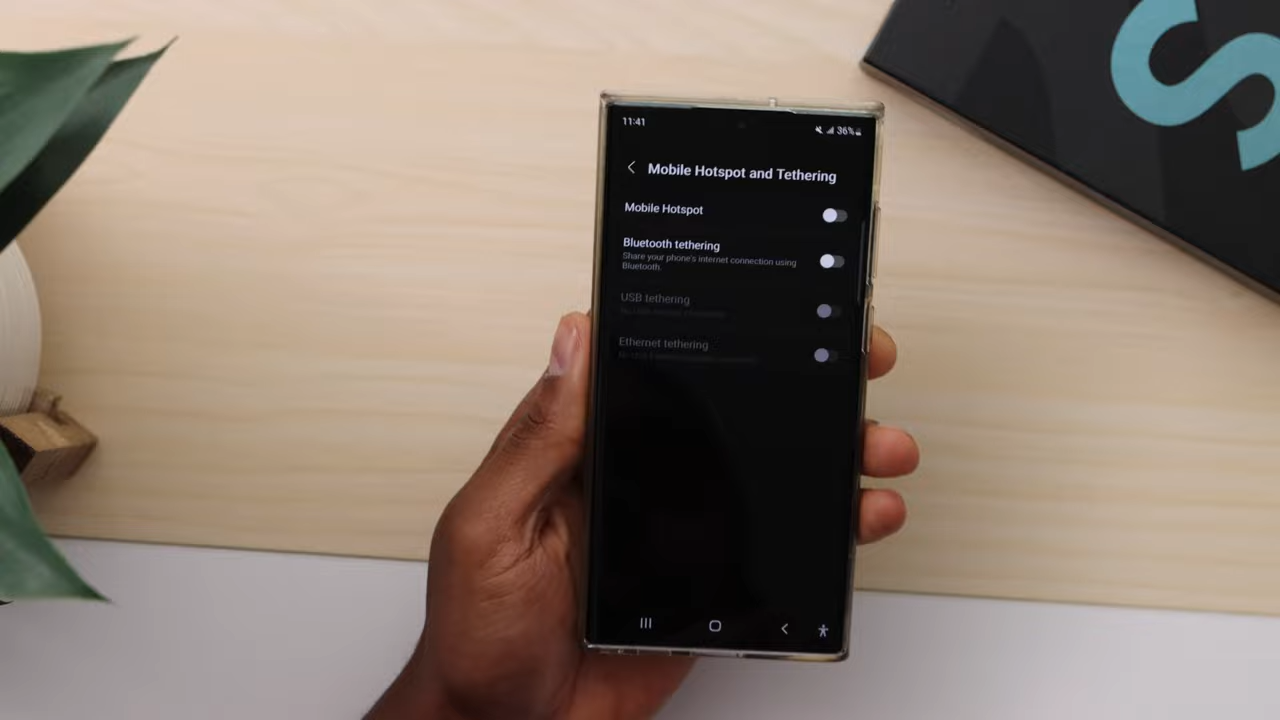 11:41
36%
Mobile Hotspot and Tethering
Mobile Hotspot
Bluetooth tethering
Share your phone's internet connection using
Bluetooth.
USB tethering
Ethernet tethering
S